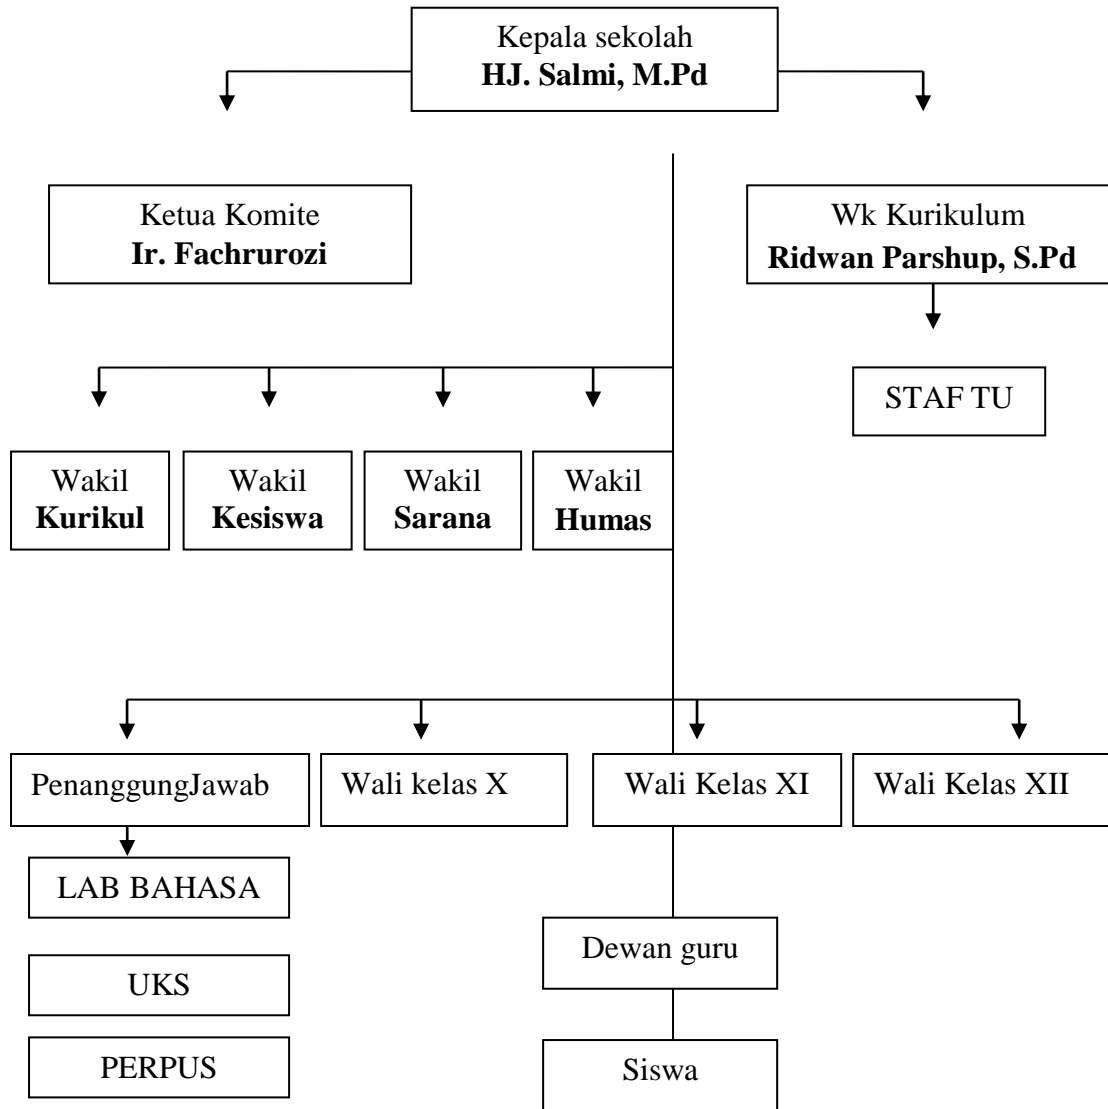 Kepala sekolah
HJ. Salmi, M.Pd
Ketua Komite
Ir. Fachrurozi
Wk Kurikulum
Ridwan Parshup, S.Pd
STAF TU
Wakil
Kurikul
Wakil
Kesiswa
Wakil
Sarana
Wakil
Humas
PenanggungJawab
Wali kelas X
Wali Kelas XI
Wali Kelas XII
LAB BAHASA
UKS
PERPUS
Dewan guru
Siswa